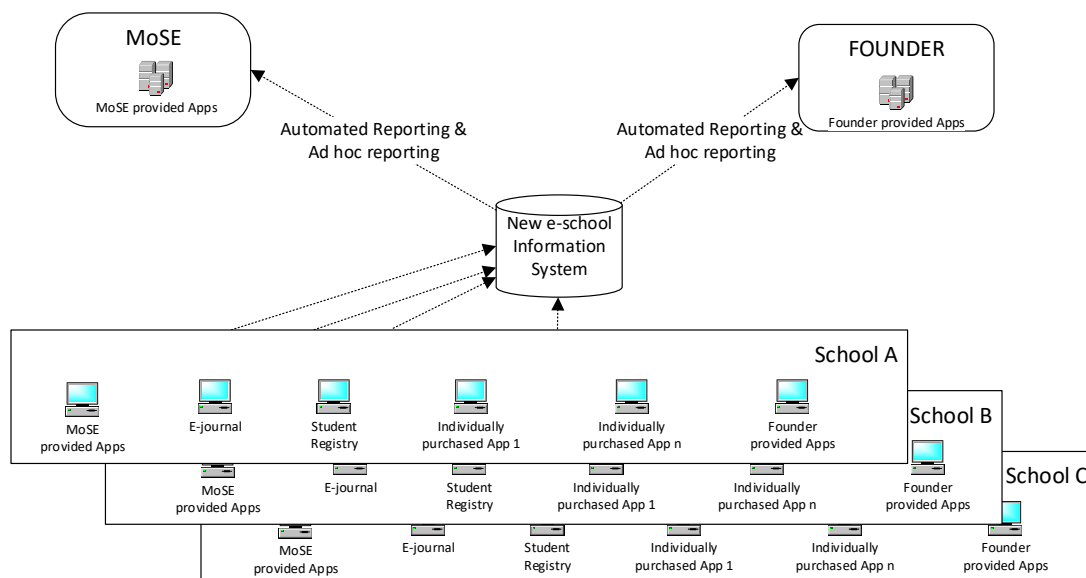 MoSE
MoSE provided Apps
FOUNDER
Founder provided Apps
Automated Reporting &
Ad hoc reporting
Automated Reporting &
Ad hoc reporting
New e-school
Information
System
School A
MoSE
provided Apps
E-journal
Student
Registry
Individually
purchased App 1
Individually
purchased App n
Founder
provided Apps
School B
MoSE
provided Apps
E-journal
Student
Registry
Individually
purchased App 1
Individually
purchased App n
Founder
provided Apps
School C
MoSE
provided Apps
E-journal
Student
Registry
Individually
purchased App 1
Individually
purchased App n
Founder
provided Apps